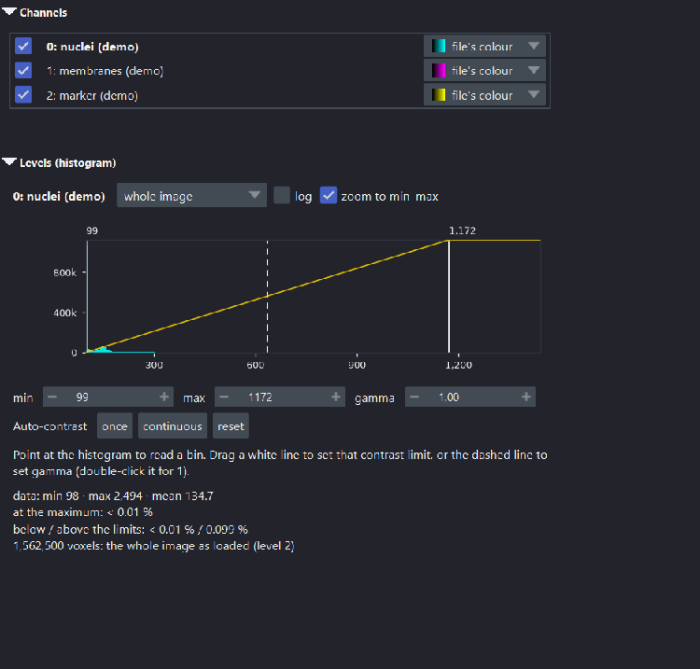 Channels
0: nuclei (demo) file's colour
1: membranes (demo) file's colour
2: marker (demo) file's colour
Levels (histogram)
0: nuclei (demo) whole image log zoom to min max
99 1,172
800k
400k
0
300 600 900 1,200
min − 99 + max − 1172 + gamma − 1.00 +
Auto-contrast once continuous reset
Point at the histogram to read a bin. Drag a white line to set that contrast limit, or the dashed line to
set gamma (double-click it for 1).
data: min 98 · max 2,494 · mean 134.7
at the maximum: < 0.01 %
below / above the limits: < 0.01 % / 0.099 %
1,562,500 voxels: the whole image as loaded (level 2)